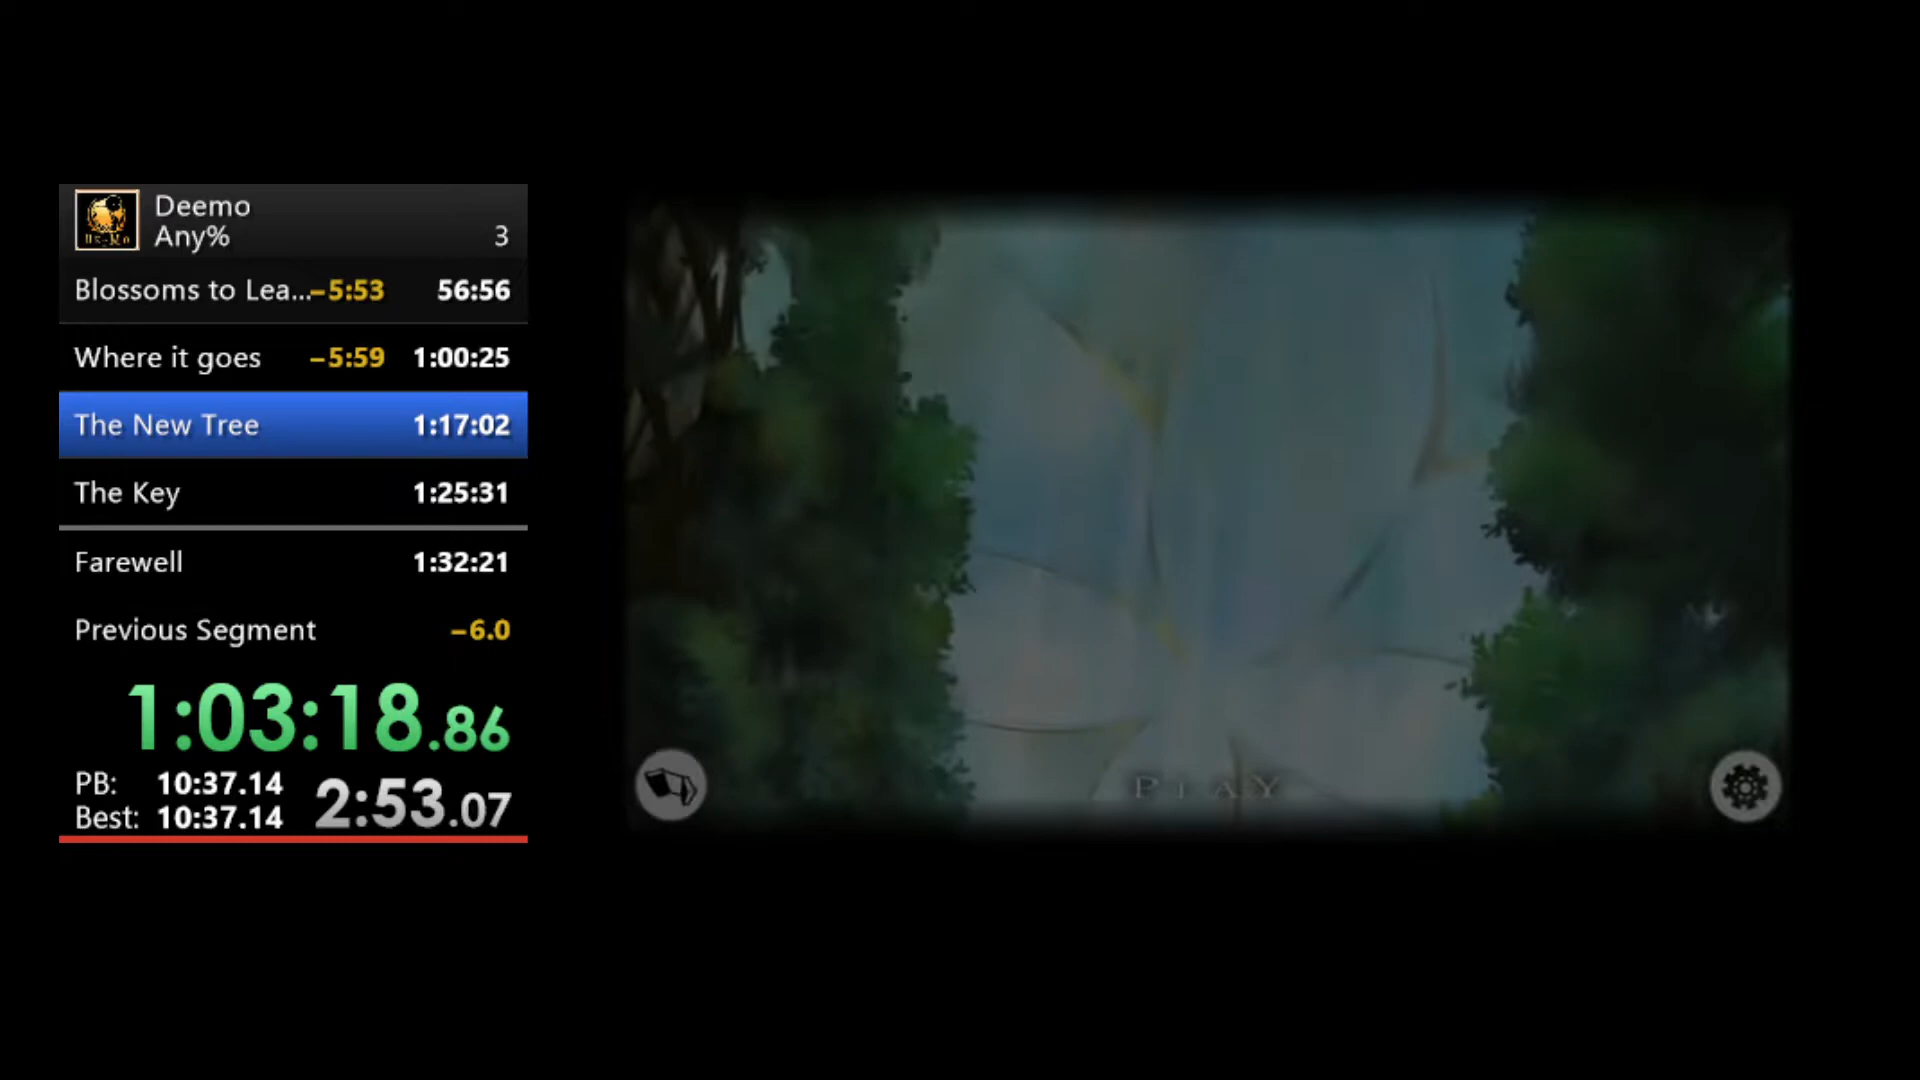 Deemo
Any% 3
Blossoms to Lea... −5:53 56:56
Where it goes −5:59 1:00:25
The New Tree 1:17:02
The Key 1:25:31
Farewell 1:32:21
Previous Segment −6.0
1:03:18.86
PB: 10:37.14
Best: 10:37.14
2:53.07
PLAY